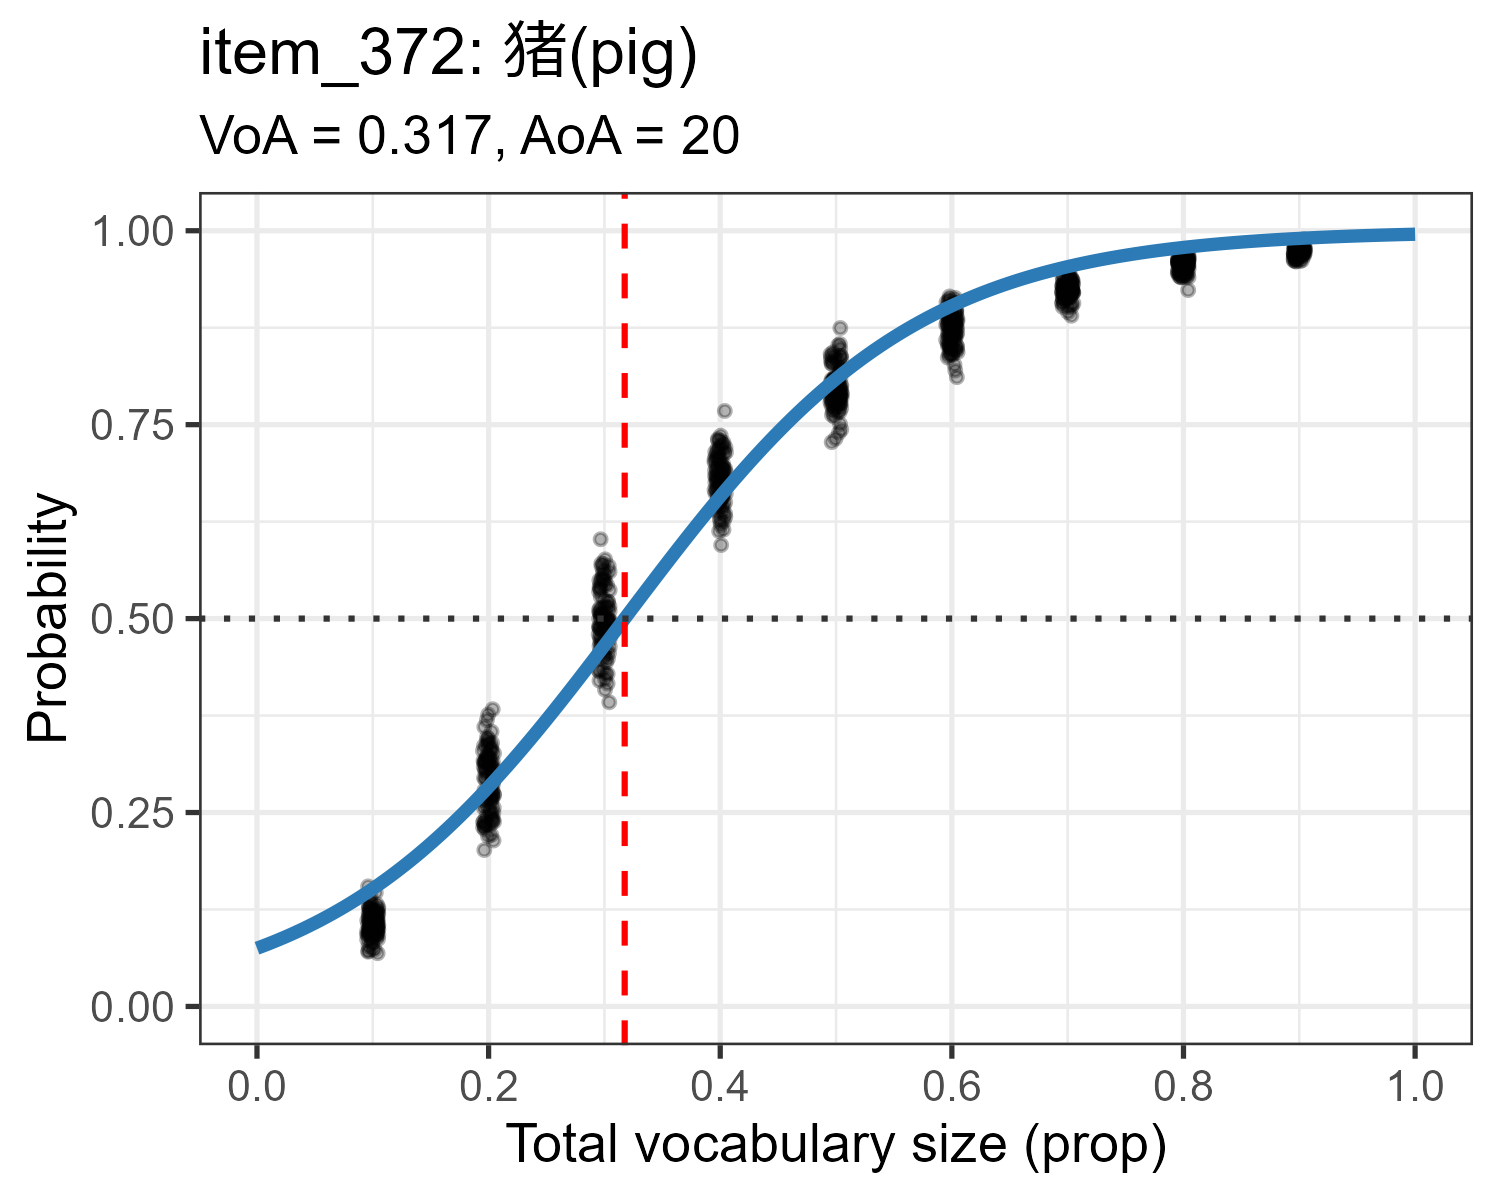 item_372: 猪(pig)
VoA = 0.317, AoA = 20
1.00
0.75
0.50
0.25
0.00
Probability
0.0 0.2 0.4 0.6 0.8 1.0
Total vocabulary size (prop)